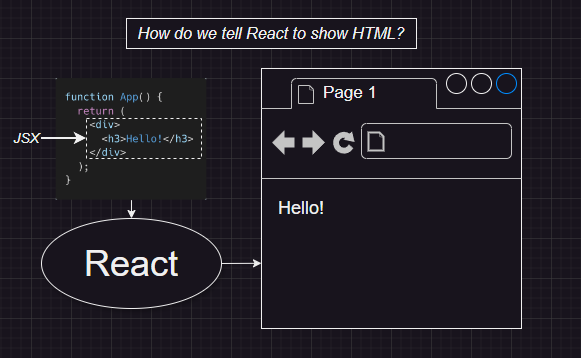 How do we tell React to show HTML?
function App() {
return (
<div>
<h3>Hello!</h3>
</div>
);
}
JSX
React
Page 1
Hello!